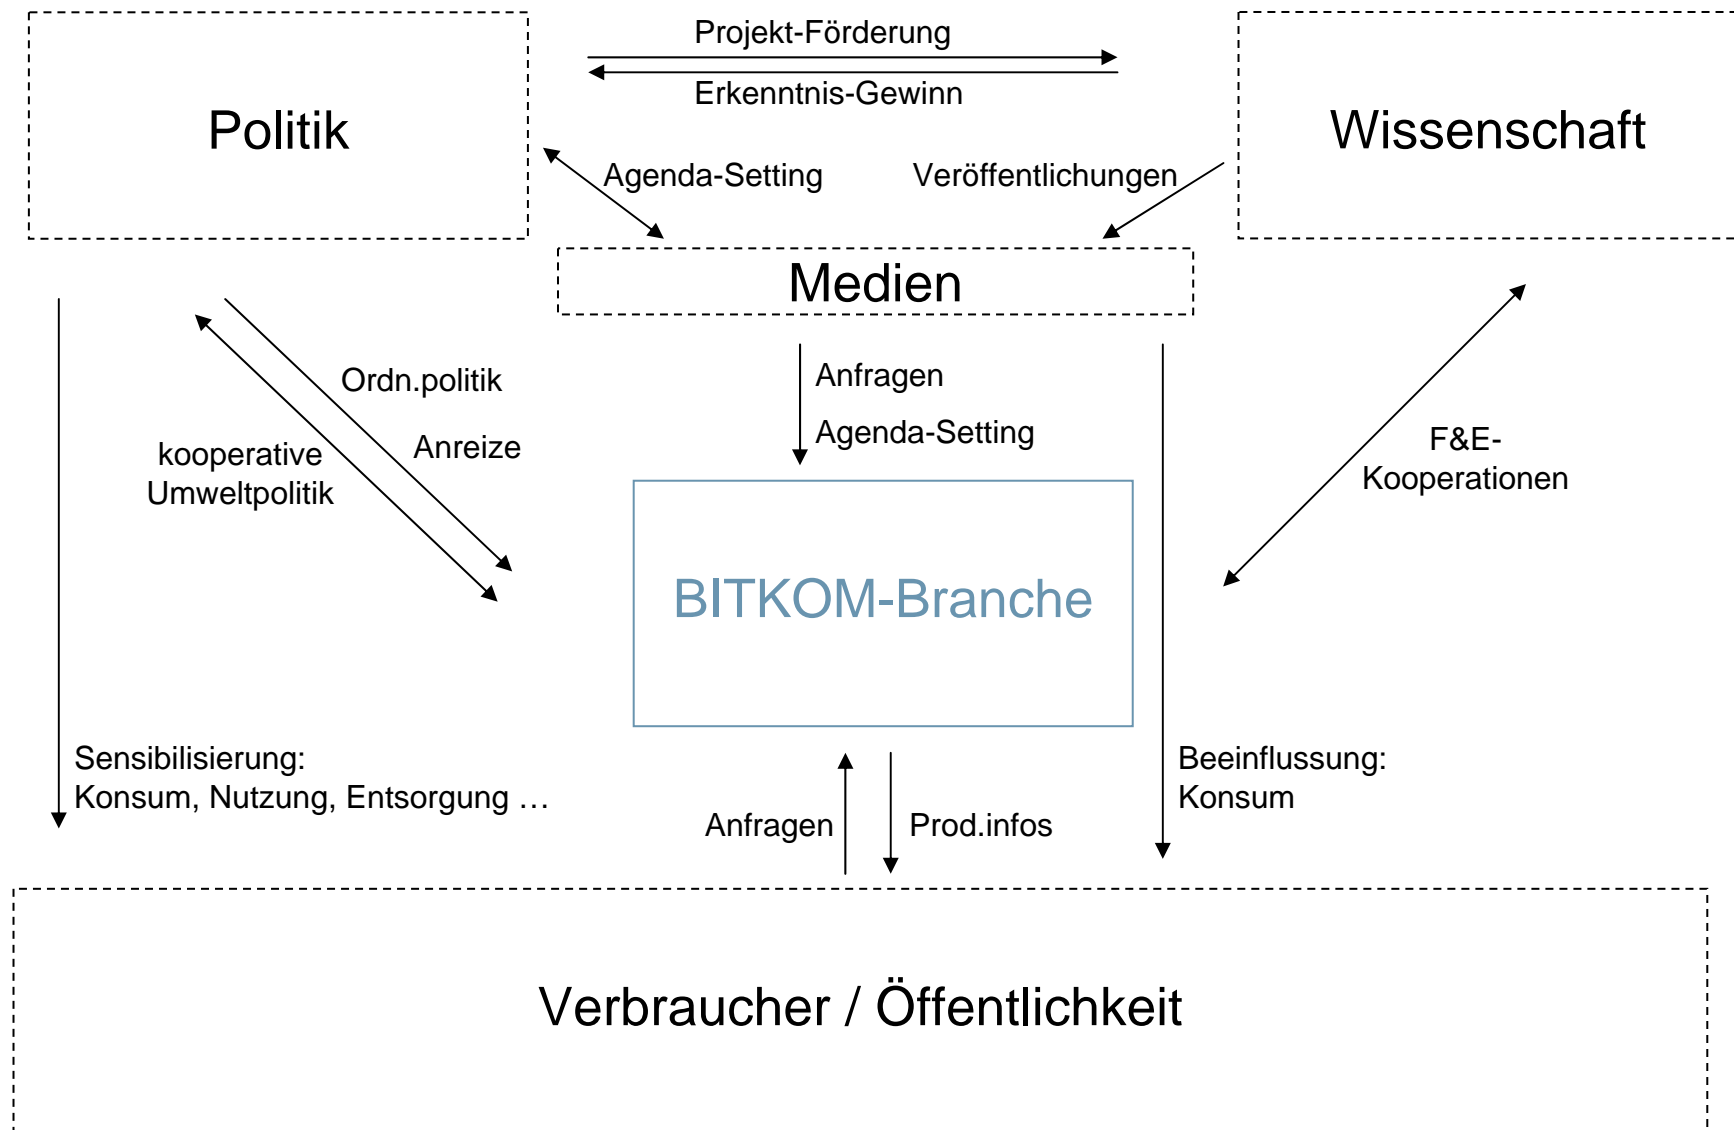 Projekt-Förderung
Erkenntnis-Gewinn
Politik
Wissenschaft
Agenda-Setting
Veröffentlichungen
Medien
Ordn.politik
Anreize
kooperative
Umweltpolitik
Anfragen
Agenda-Setting
F&E-
Kooperationen
BITKOM-Branche
Sensibilisierung:
Konsum, Nutzung, Entsorgung …
Anfragen
Prod.infos
Beeinflussung:
Konsum
Verbraucher / Öffentlichkeit